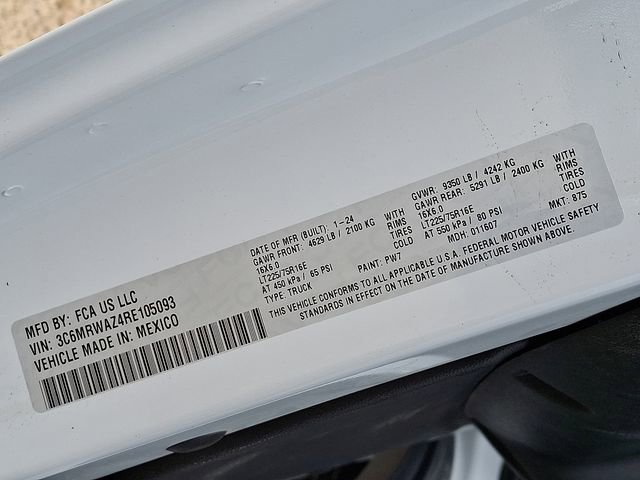 MFD BY: FCA US LLC
VIN: 3C6MRWAZ4RE105093
VEHICLE MADE IN: MEXICO
DATE OF MFR (BUILT): 1-24 GVWR: 9350 LB / 4242 KG
GAWR FRONT: 4629 LB / 2100 KG WITH GAWR REAR: 5291 LB / 2400 KG WITH
16X6.0 RIMS 16X6.0 RIMS
LT225/75R16E TIRES LT225/75R16E TIRES
AT 450 kPa / 65 PSI COLD AT 550 kPa / 80 PSI COLD
TYPE: TRUCK PAINT: PW7 MDH: 011607 MKT: 875
THIS VEHICLE CONFORMS TO ALL APPLICABLE U.S.A. FEDERAL MOTOR VEHICLE SAFETY
STANDARDS IN EFFECT ON THE DATE OF MANUFACTURE SHOWN ABOVE.